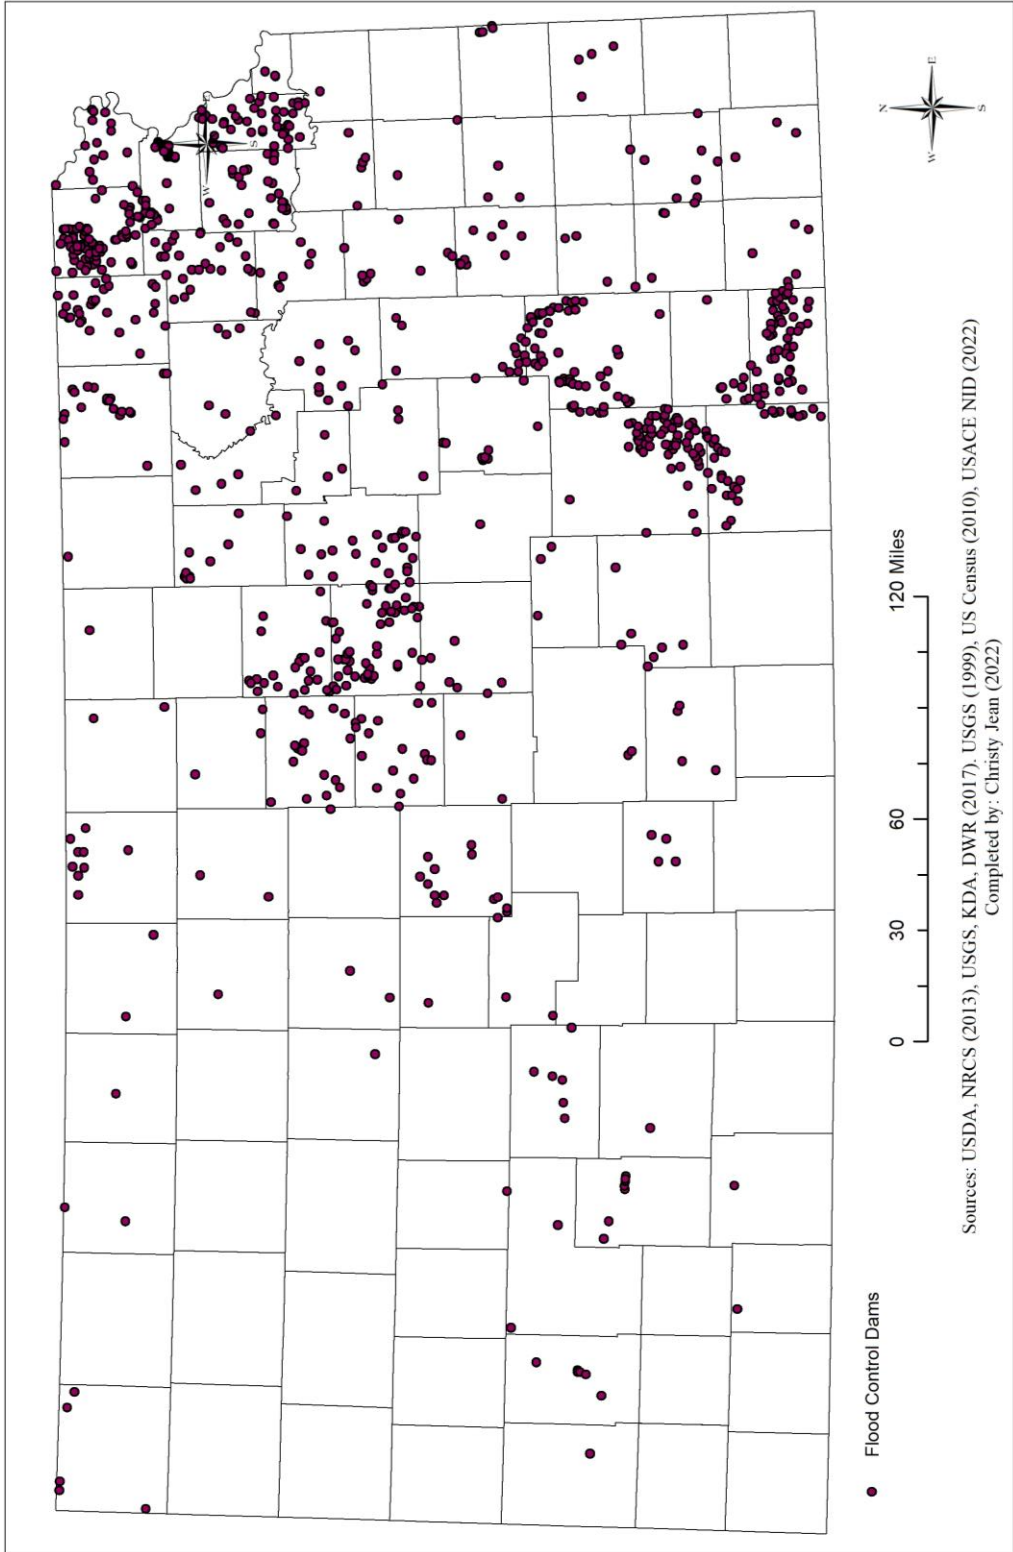 N
W
E
S
N
W
E
S
Flood Control Dams
0
30
60
120 Miles
Sources: USDA, NRCS (2013), USGS, KDA, DWR (2017). USGS (1999), US Census (2010), USACE NID (2022)
Completed by: Christy Jean (2022)